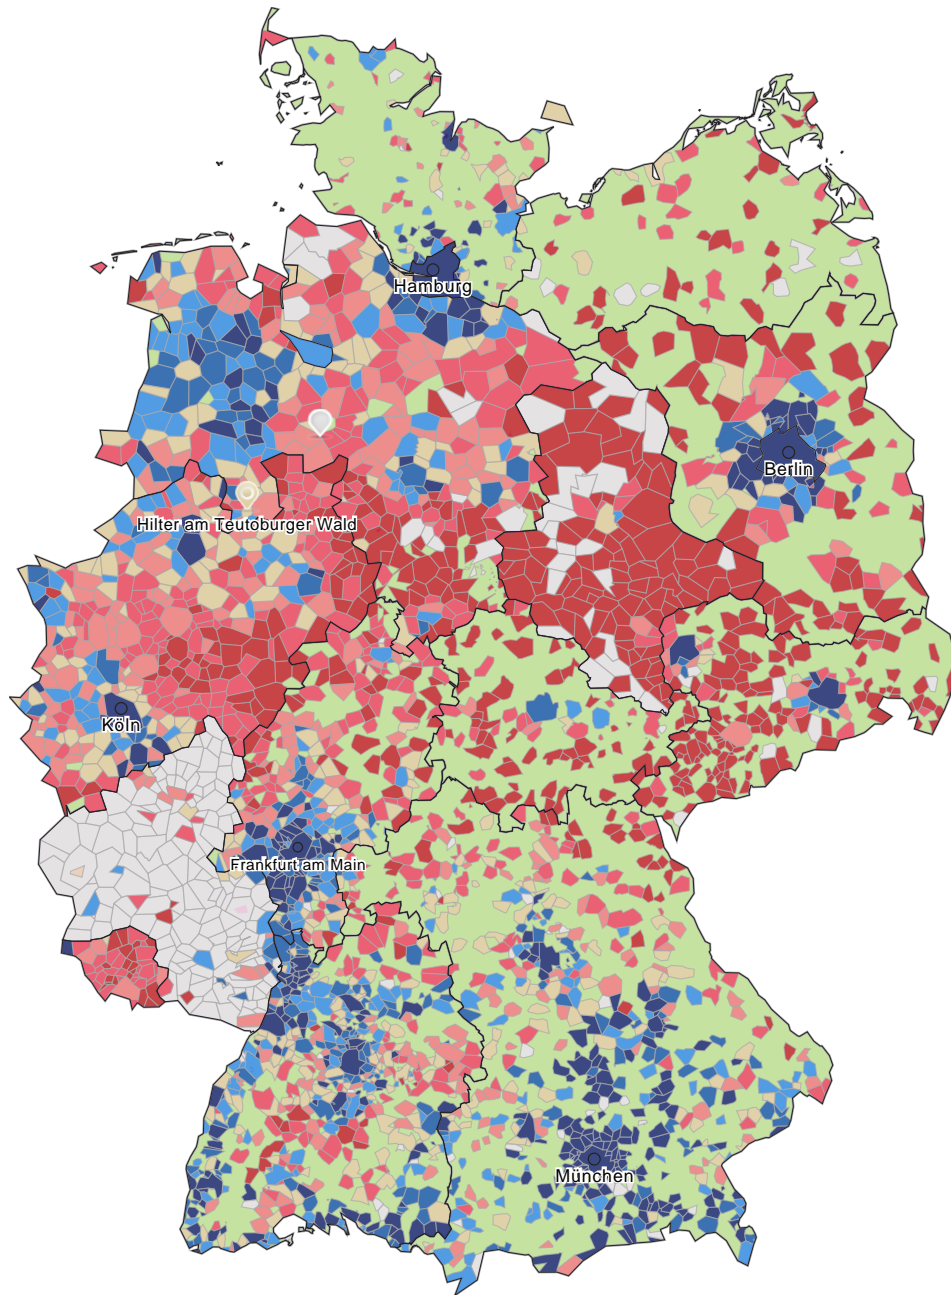 Hamburg
Berlin
Hilter am Teutoburger Wald
Köln
Frankfurt am Main
München